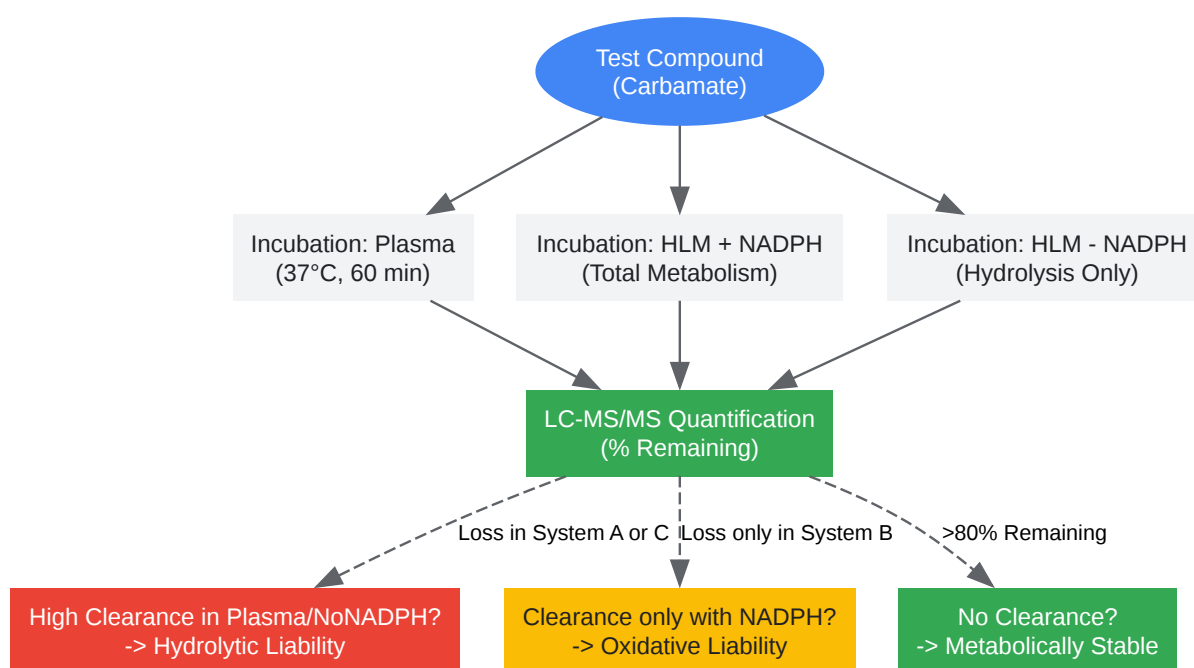 Test Compound
(Carbamate)
Incubation: Plasma
(37°C, 60 min)
Incubation: HLM + NADPH
(Total Metabolism)
Incubation: HLM - NADPH
(Hydrolysis Only)
LC-MS/MS Quantification
(% Remaining)
Loss in System A or C
Loss only in System B
>80% Remaining
High Clearance in Plasma/NoNADPH?
-> Hydrolytic Liability
Clearance only with NADPH?
-> Oxidative Liability
No Clearance?
-> Metabolically Stable